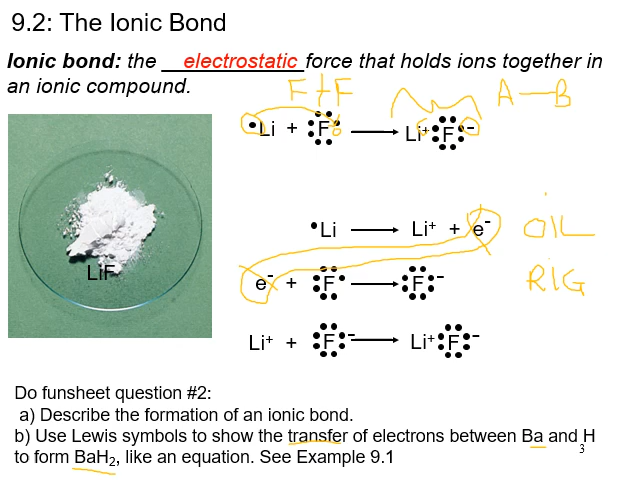 9.2: The Ionic Bond
Ionic bond: the __electrostatic_force that holds ions together in
an ionic compound.
F+F A—B
•Li + :F: → Li+ :F:-
•Li → Li+ + e- OIL
e- + :F• → :F:- RIG
LiF
Li+ + :F:- → Li+ :F:-
Do funsheet question #2:
a) Describe the formation of an ionic bond.
b) Use Lewis symbols to show the transfer of electrons between Ba and H
to form BaH₂, like an equation. See Example 9.1
3